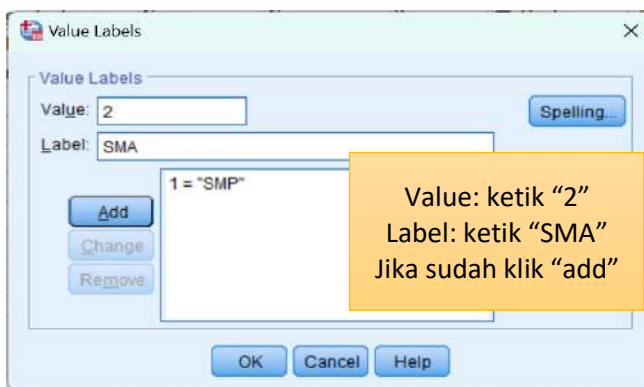 Value Labels
Value Labels
Value: 2
Spelling...
Label: SMA
1 = "SMP"
Add
Change
Remove
Value: ketik “2”
Label: ketik “SMA”
Jika sudah klik “add”
OK Cancel Help